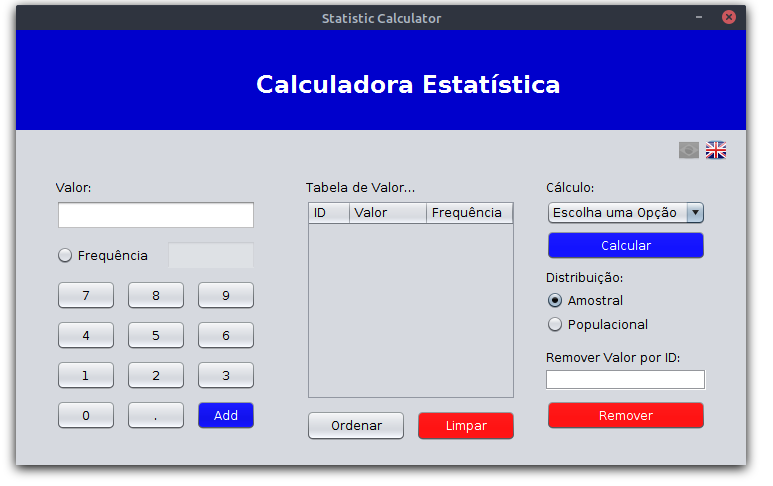 Statistic Calculator
Calculadora Estatística
Valor:
Frequência
7 8 9
4 5 6
1 2 3
0 . Add
Tabela de Valor...
ID Valor Frequência
Ordenar Limpar
Cálculo:
Escolha uma Opção
Calcular
Distribuição:
Amostral
Populacional
Remover Valor por ID:
Remover